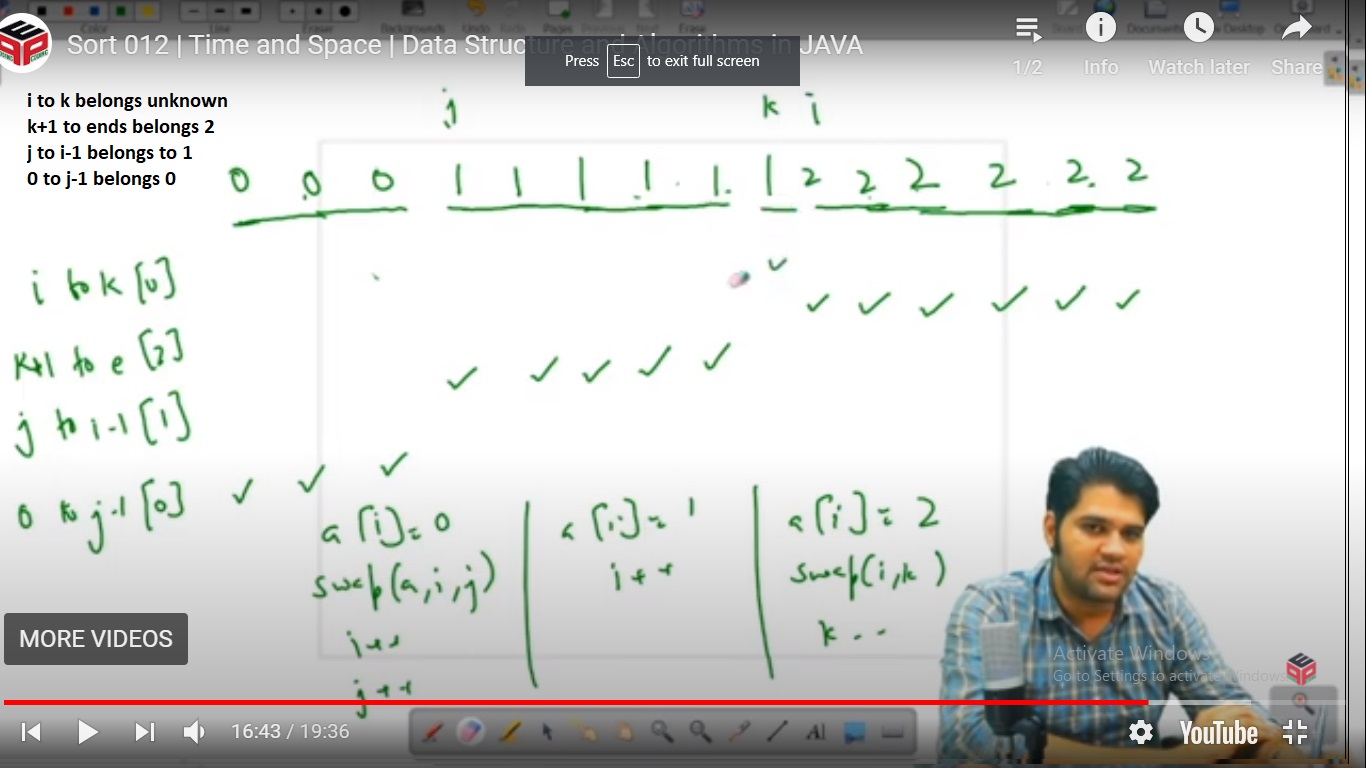 Sort 012 | Time and Space | Data Structure and Algorithms in JAVA
Press Esc to exit full screen
1/2 Info Watch later Share
i to k belongs unknown
k+1 to ends belongs 2
j to i-1 belongs to 1
0 to j-1 belongs 0
j k i
0 0 0 1 1 1 1 1 1 2 2 2 2 2 2
i to k [u]
k+1 to e [2]
j to i-1 [1]
0 to j-1 [0]
a[i]=0
swap(a,i,j)
i++
j++
a[i]=1
i++
a[i]=2
swap(i,k)
k--
MORE VIDEOS
Activate Windows
Go to Settings to activate Windows
16:43 / 19:36
YouTube